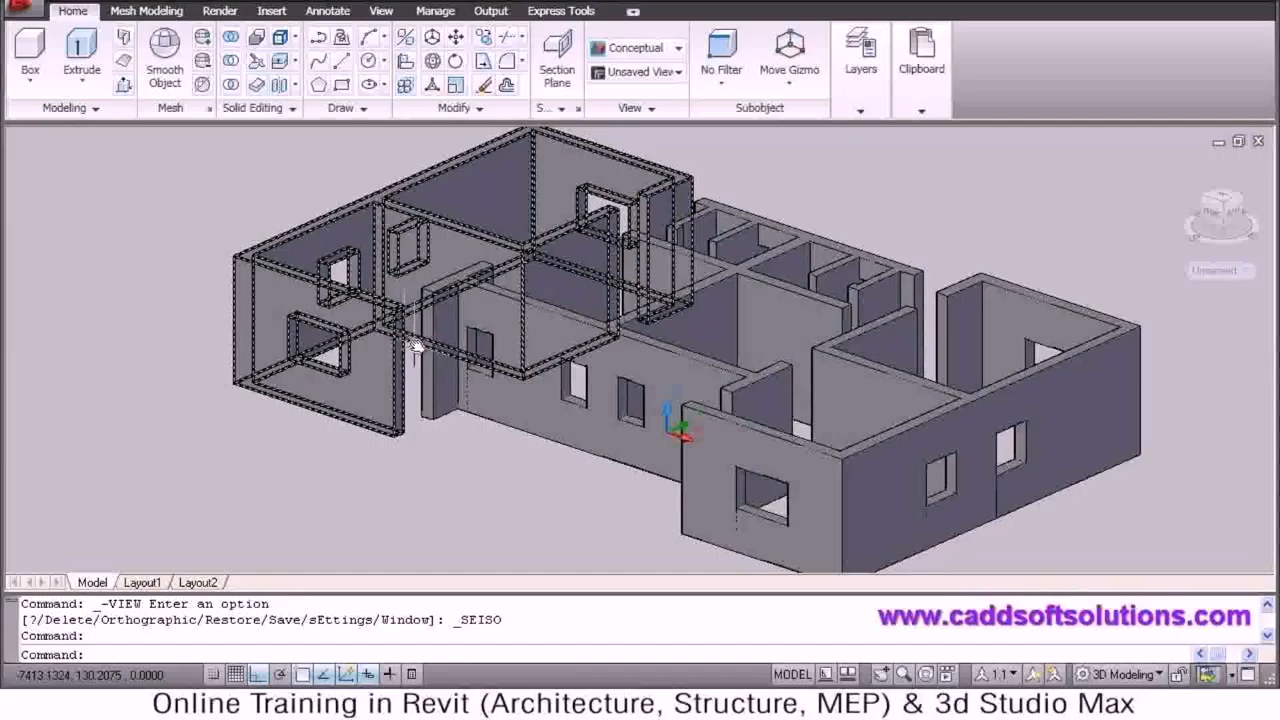 Home Mesh Modeling Render Insert Annotate View Manage Output Express Tools
Box Extrude Smooth Object Section Plane Conceptual Unsaved View No Filter Move Gizmo Layers Clipboard
Modeling Mesh Solid Editing Draw Modify S... View Subobject
Unnamed
Model Layout1 Layout2
Command: _-VIEW Enter an option
[?/Delete/Orthographic/Restore/Save/sEttings/Window]: _SEISO
Command:
Command:
www.caddsoftsolutions.com
-7413.1324, 130.2075, 0.0000 MODEL 1:1 3D Modeling
Online Training in Revit (Architecture, Structure, MEP) & 3d Studio Max